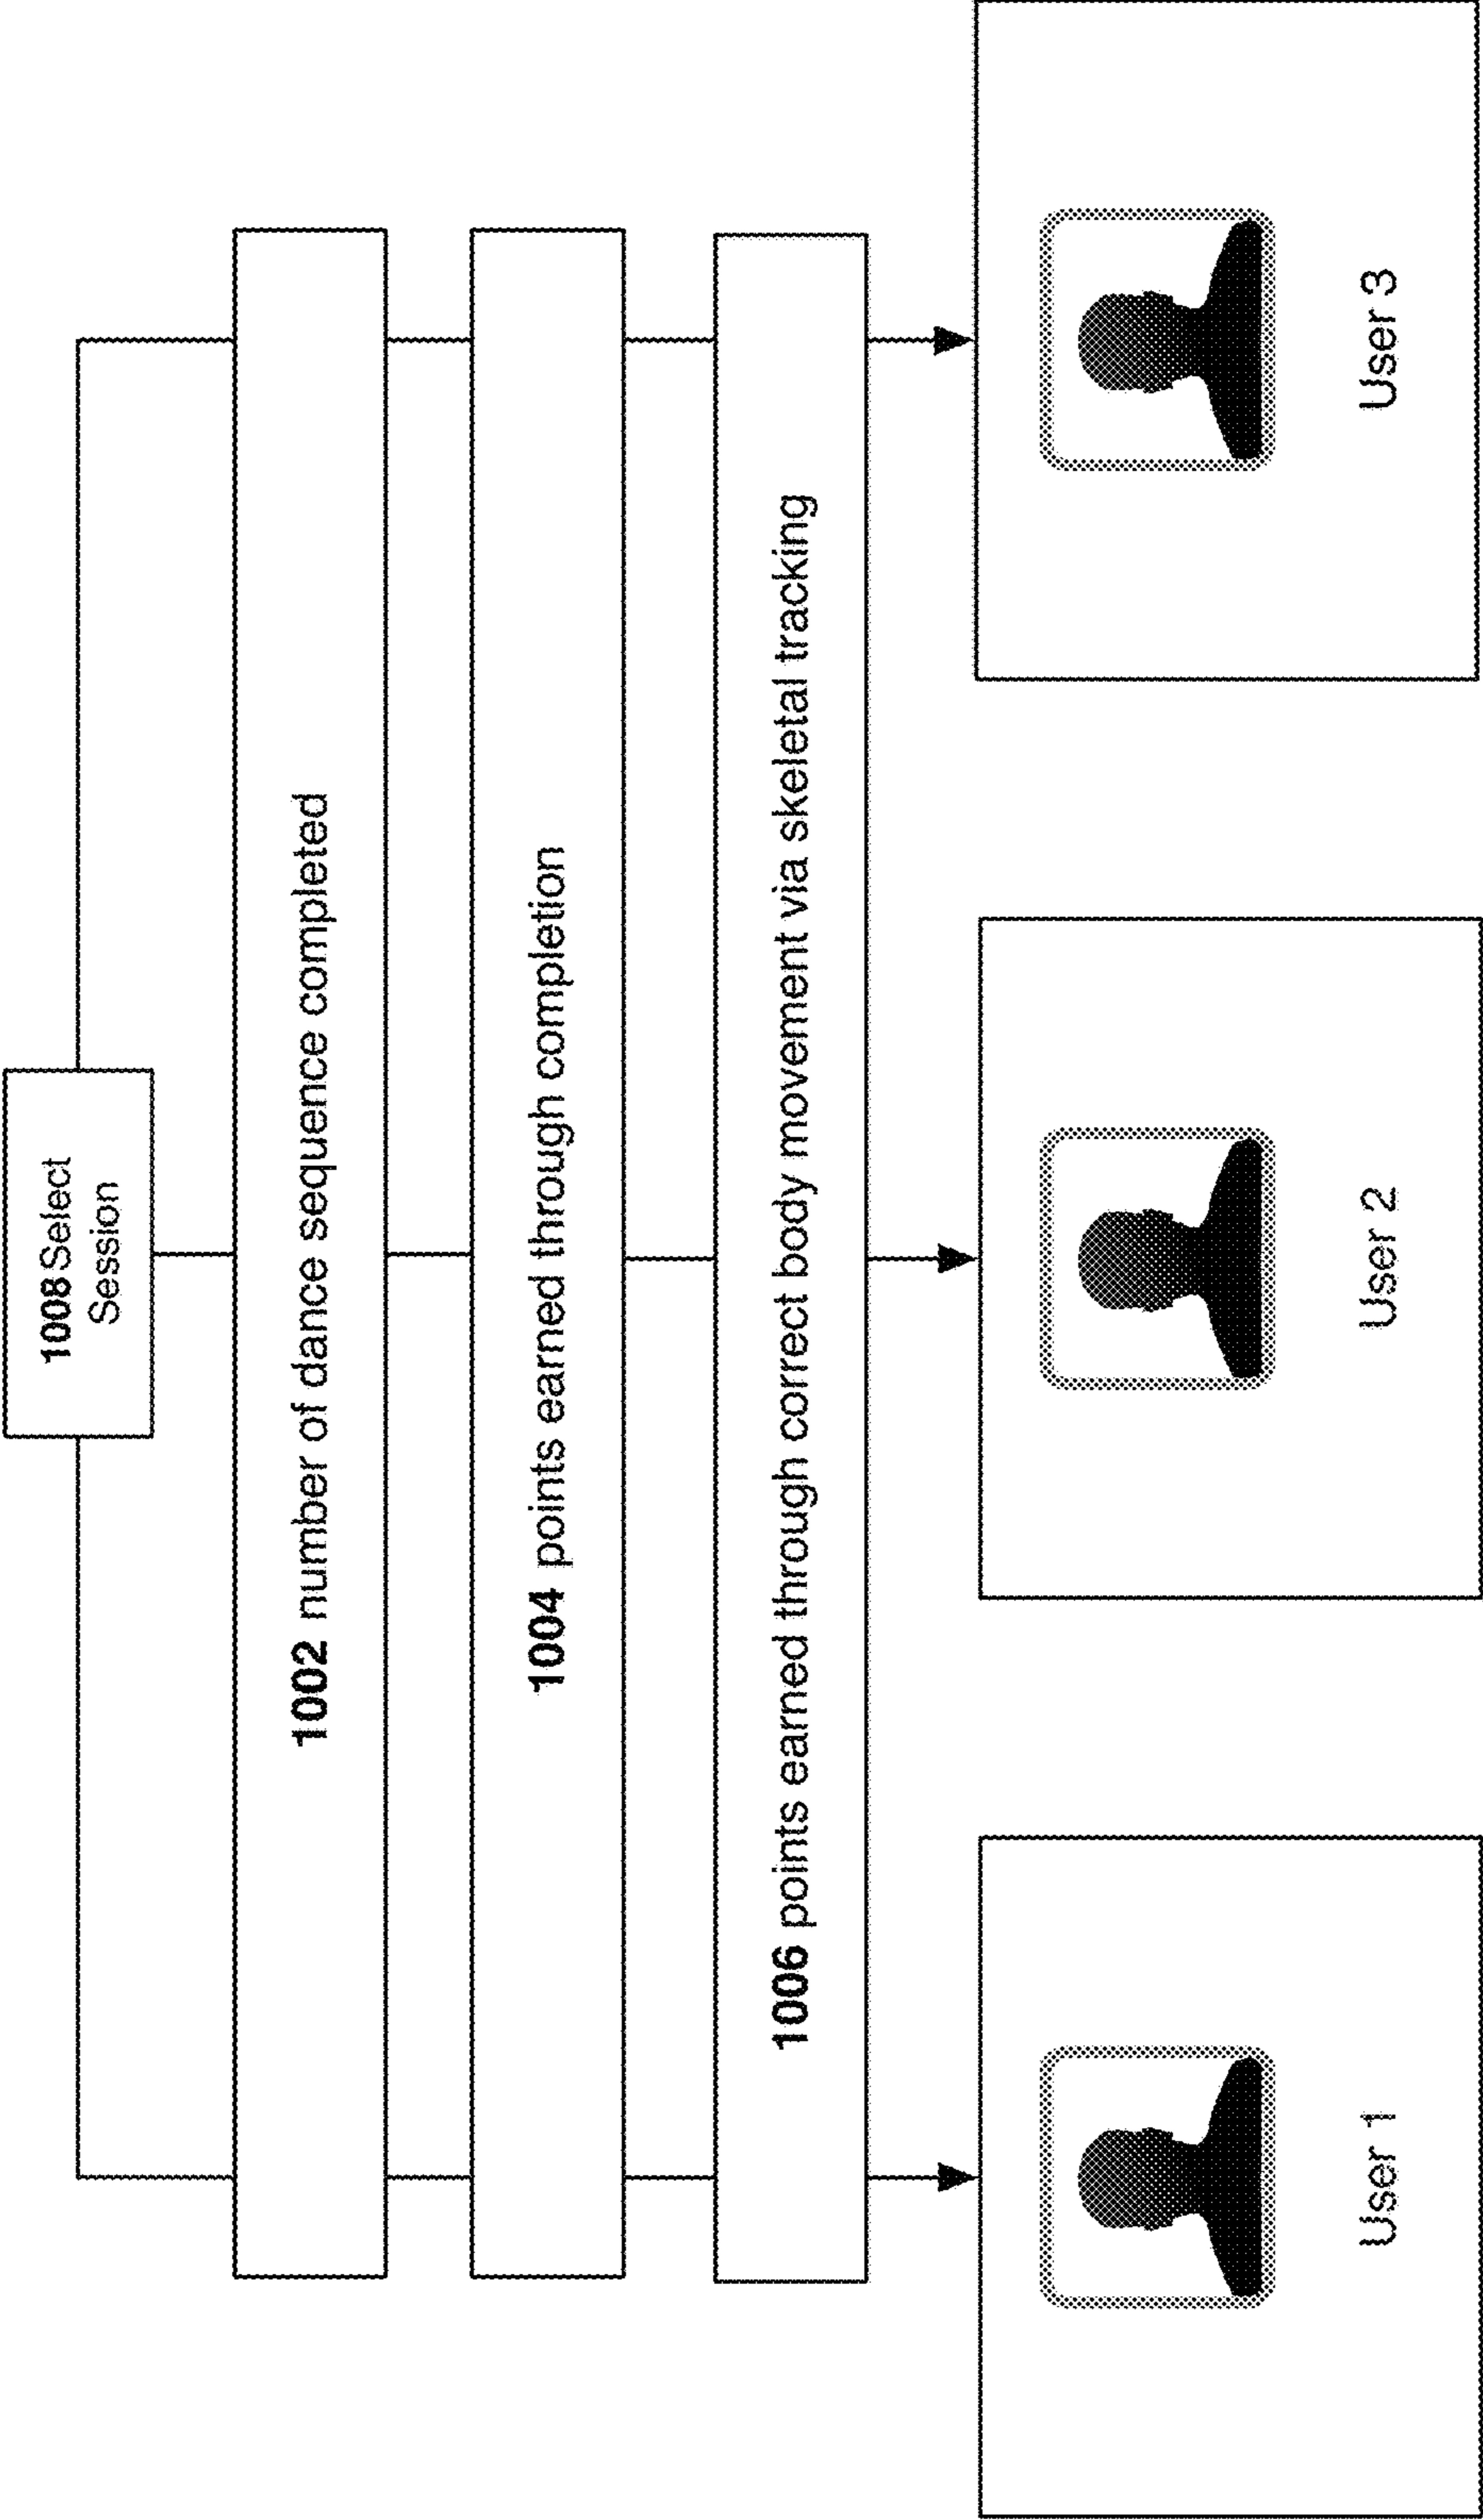 1008 Select
Session
1002 number of dance sequence completed
1004 points earned through completion
1006 points earned through correct body movement via skeletal tracking
User 1
User 2
User 3